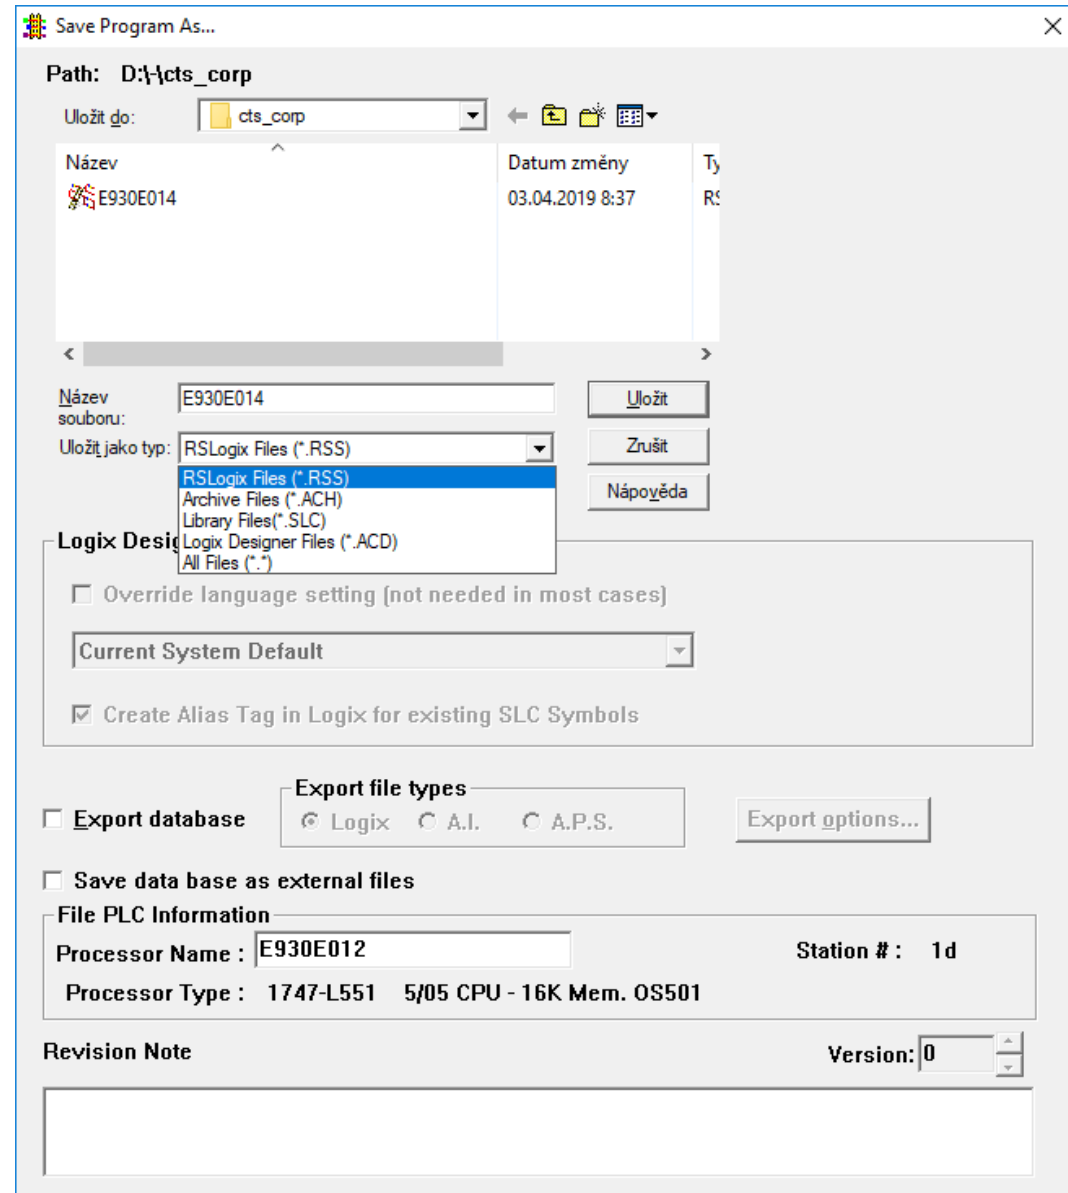 Save Program As...
Path: D:\-\cts_corp
Uložit do: cts_corp
Název Datum změny Ty
E930E014 03.04.2019 8:37 RS
Název souboru: E930E014 Uložit
Uložit jako typ: RSLogix Files (*.RSS) Zrušit
RSLogix Files (*.RSS)
Archive Files (*.ACH) Nápověda
Library Files(*.SLC)
Logix Designer Files (*.ACD)
All Files (*.*)
Logix Desig
Override language setting (not needed in most cases)
Current System Default
Create Alias Tag in Logix for existing SLC Symbols
Export file types
Export database Logix A.I. A.P.S. Export options...
Save data base as external files
File PLC Information
Processor Name : E930E012 Station # : 1d
Processor Type : 1747-L551 5/05 CPU - 16K Mem. OS501
Revision Note Version: 0